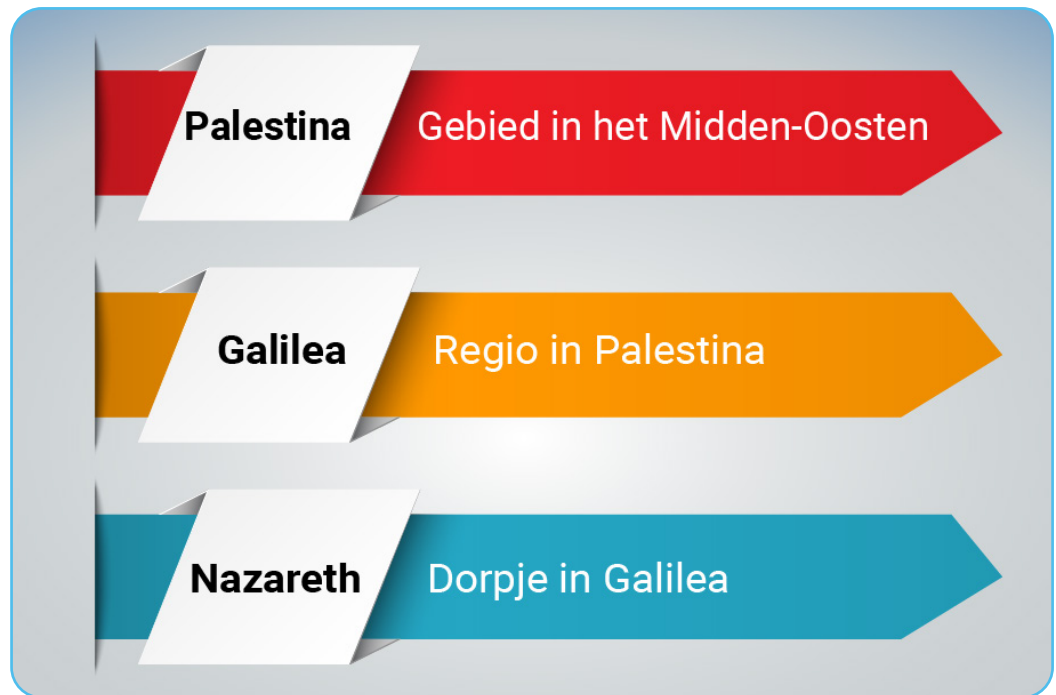 Palestina Gebied in het Midden-Oosten
Galilea Regio in Palestina
Nazareth Dorpje in Galilea